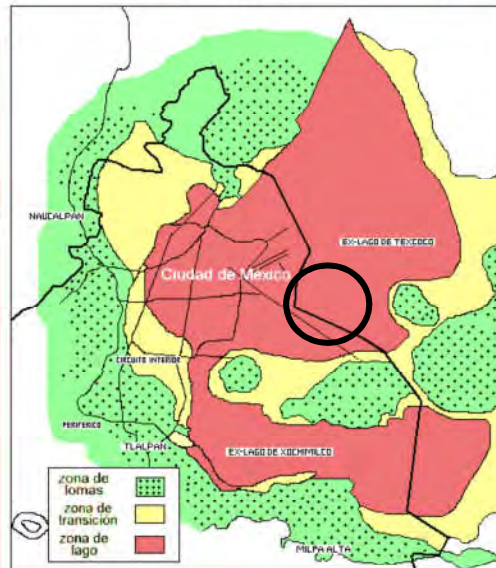 NAUCALPAN
EX-LAGO DE TEXCOCO
Ciudad de Mexico
CIRCUITO INTERIOR
PERIFERICO
TLALPAN
EX-LAGO DE XOCHIMILCO
MILPA ALTA
zona de
lomas
zona de
transición
zona de
lago